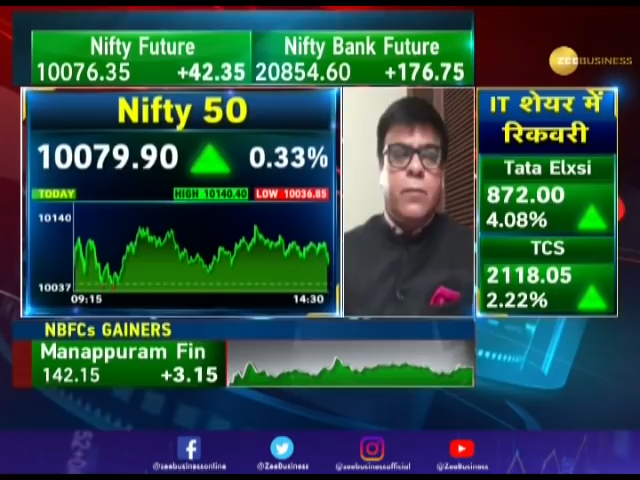 Nifty Future
10076.35 +42.35
Nifty Bank Future
20854.60 +176.75
ZEEBUSINESS
Nifty 50
10079.90 0.33%
TODAY
HIGH 10140.40 LOW 10036.85
10140
10037
09:15 14:30
IT शेयर में
रिकवरी
Tata Elxsi
872.00
4.08%
TCS
2118.05
2.22%
NBFCs GAINERS
Manappuram Fin
142.15 +3.15
@zeebusinessonline
@ZeeBusiness
@zeebusinessofficial
@ZeeBusiness